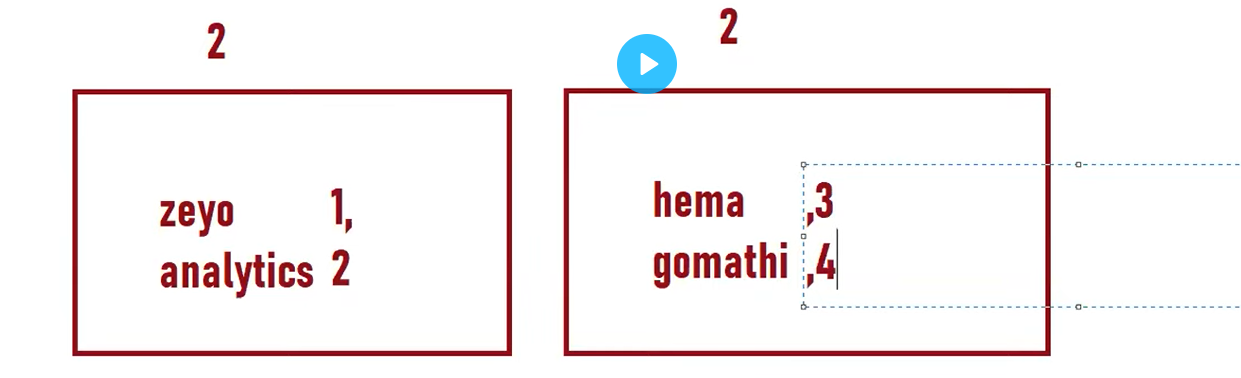 2
zeyo 1,
analytics 2
2
hema ,3
gomathi ,4